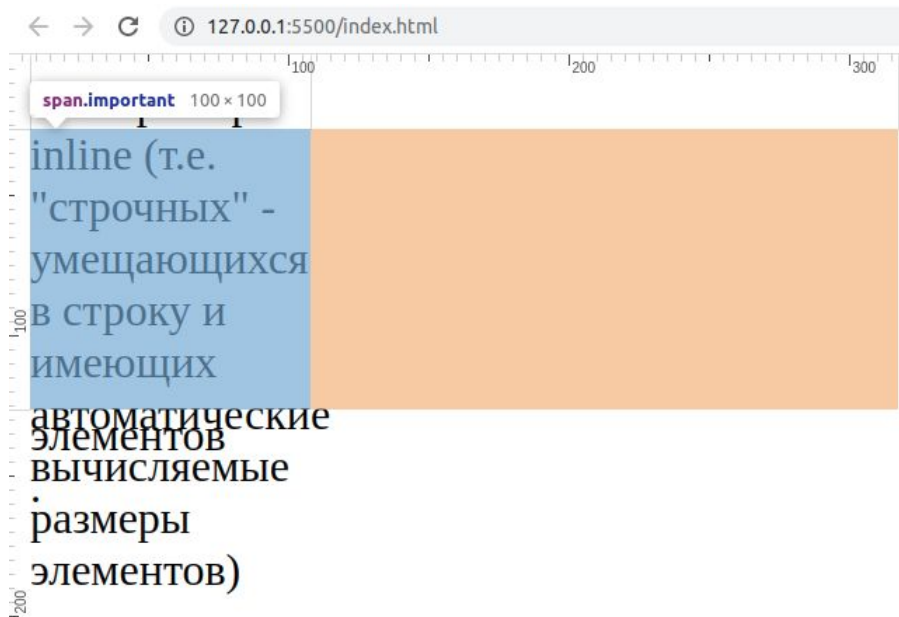 127.0.0.1:5500/index.html
100
200
300
span.important 100 × 100
inline (т.е.
"строчных" -
умещающихся
в строку и
100
имеющих
автоматические
элементов
вычисляемые
.
размеры
элементов)
200